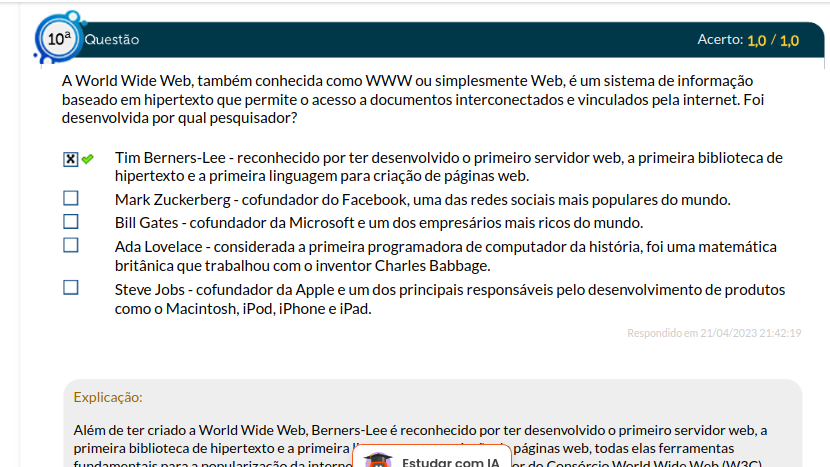 10ª Questão Acerto: 1,0 / 1,0
A World Wide Web, também conhecida como WWW ou simplesmente Web, é um sistema de informação
baseado em hipertexto que permite o acesso a documentos interconectados e vinculados pela internet. Foi
desenvolvida por qual pesquisador?
Tim Berners-Lee - reconhecido por ter desenvolvido o primeiro servidor web, a primeira biblioteca de
hipertexto e a primeira linguagem para criação de páginas web.
Mark Zuckerberg - cofundador do Facebook, uma das redes sociais mais populares do mundo.
Bill Gates - cofundador da Microsoft e um dos empresários mais ricos do mundo.
Ada Lovelace - considerada a primeira programadora de computador da história, foi uma matemática
britânica que trabalhou com o inventor Charles Babbage.
Steve Jobs - cofundador da Apple e um dos principais responsáveis pelo desenvolvimento de produtos
como o Macintosh, iPod, iPhone e iPad.
Respondido em 21/04/2023 21:42:19
Explicação:
Além de ter criado a World Wide Web, Berners-Lee é reconhecido por ter desenvolvido o primeiro servidor web, a
primeira biblioteca de hipertexto e a primeira páginas web, todas elas ferramentas
fundamentais para a popularização da de Consórcio World Wide Web (W3C)
Estudar com IA